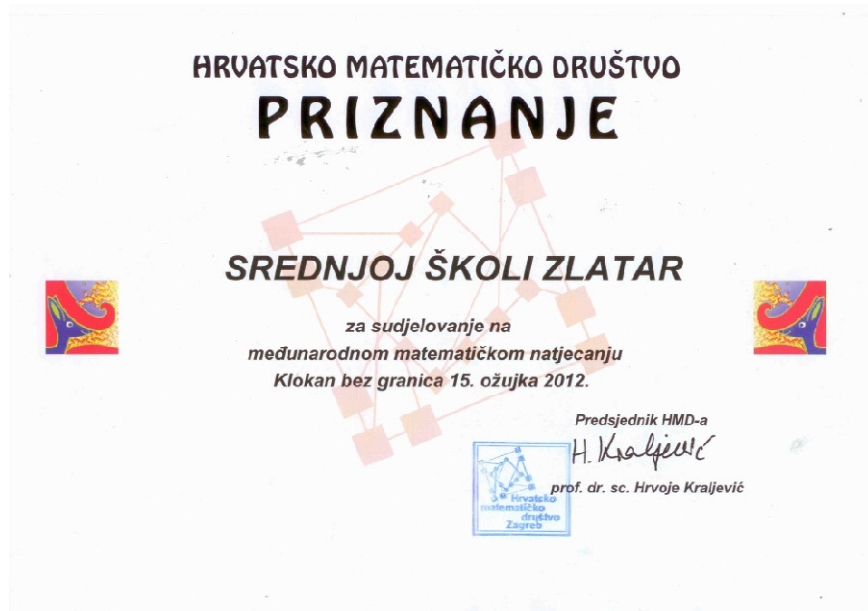 HRVATSKO MATEMATIČKO DRUŠTVO
PRIZNANJE
SREDNJOJ ŠKOLI ZLATAR
za sudjelovanje na
međunarodnom matematičkom natjecanju
Klokan bez granica 15. ožujka 2012.
Predsjednik HMD-a
H. Kraljević
prof. dr. sc. Hrvoje Kraljević
Hrvatsko
matematičko
društvo
Zagreb